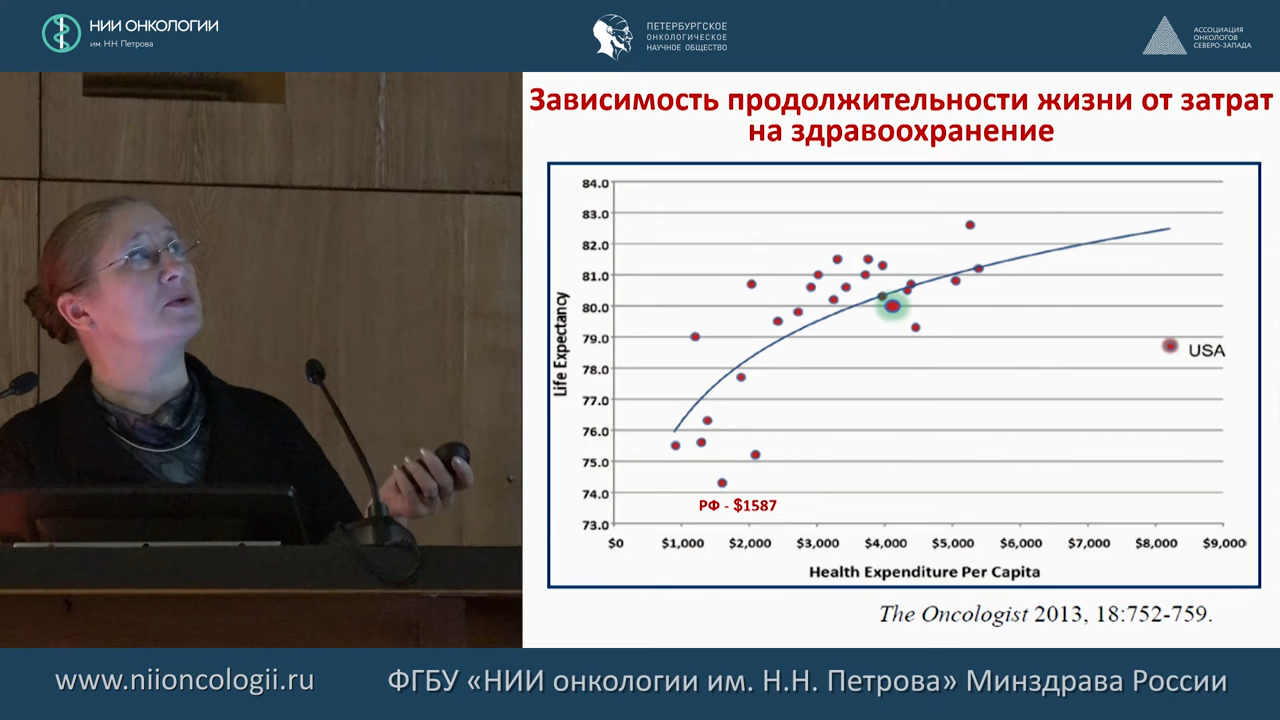 НИИ ОНКОЛОГИИ
им. Н.Н. Петрова
ПЕТЕРБУРГСКОЕ
ОНКОЛОГИЧЕСКОЕ
НАУЧНОЕ ОБЩЕСТВО
АССОЦИАЦИЯ
ОНКОЛОГОВ
СЕВЕРО-ЗАПАДА
Зависимость продолжительности жизни от затрат
на здравоохранение
Life Expectancy
84.0
83.0
82.0
81.0
80.0
79.0
78.0
77.0
76.0
75.0
74.0
73.0
USA
РФ - $1587
$0 $1,000 $2,000 $3,000 $4,000 $5,000 $6,000 $7,000 $8,000 $9,000
Health Expenditure Per Capita
The Oncologist 2013, 18:752-759.
www.niioncologii.ru
ФГБУ «НИИ онкологии им. Н.Н. Петрова» Минздрава России